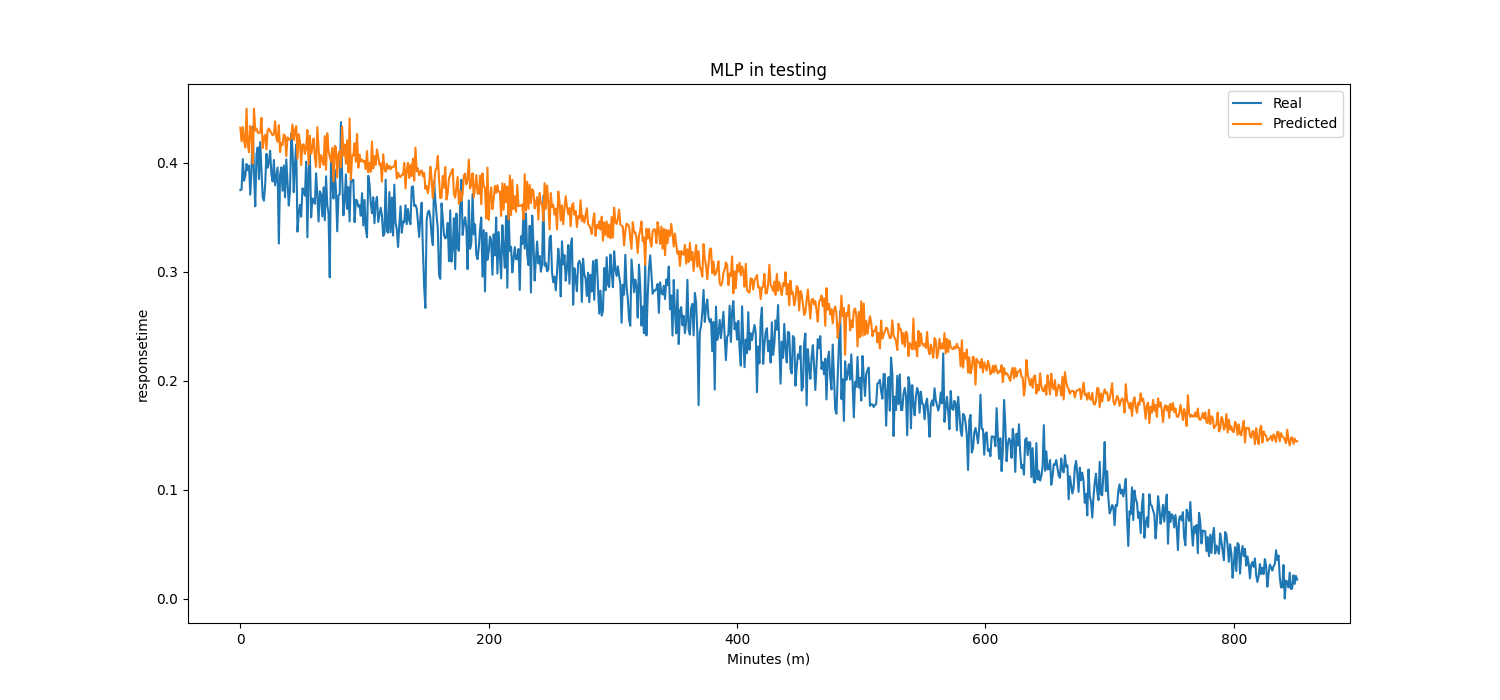 MLP in testing
Real
Predicted
0.4
0.3
0.2
0.1
0.0
responsetime
0 200 400 600 800
Minutes (m)